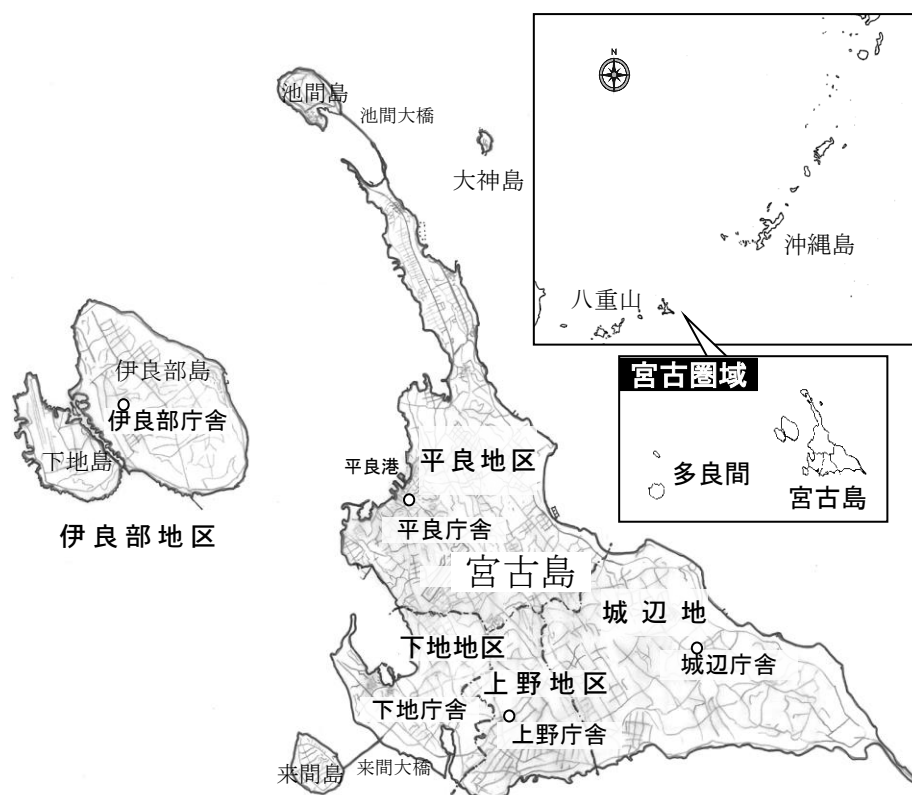 池間島
池間大橋
大神島
N
沖縄島
八重山
宮古圏域
多良間
宮古島
伊良部島
伊良部庁舎
下地島
伊良部地区
平良港
平良地区
平良庁舎
宮古島
城辺地
城辺庁舎
下地地区
上野地区
下地庁舎
上野庁舎
来間島
来間大橋